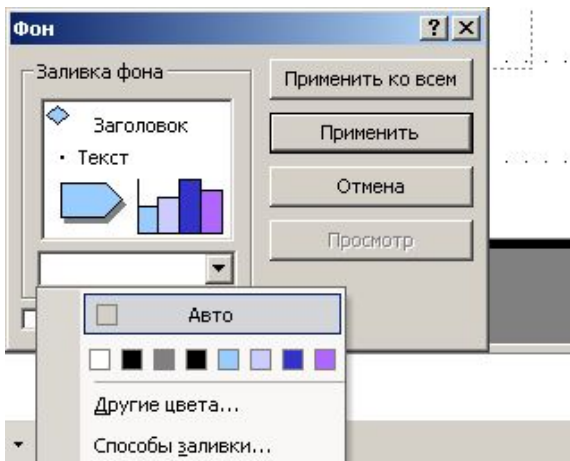 Фон
Заливка фона
Заголовок
· Текст
Применить ко всем
Применить
Отмена
Просмотр
Авто
Другие цвета...
Способы заливки...